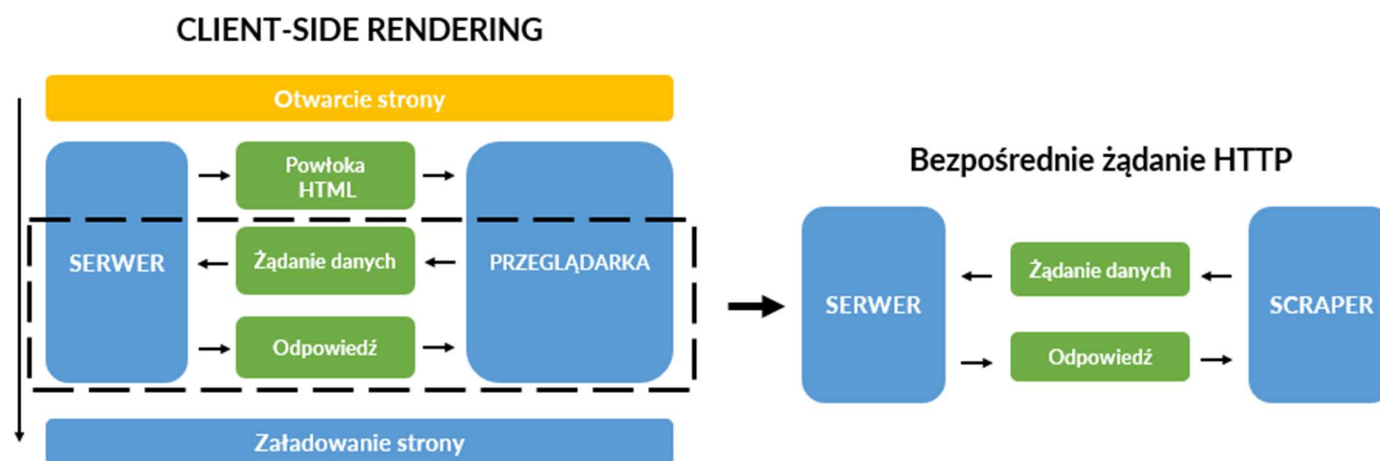 CLIENT-SIDE RENDERING
Otwarcie strony
Powłoka
HTML
SERWER
Żądanie danych
PRZEGLĄDARKA
Odpowiedź
Załadowanie strony
Bezpośrednie żądanie HTTP
SERWER
Żądanie danych
SCRAPER
Odpowiedź